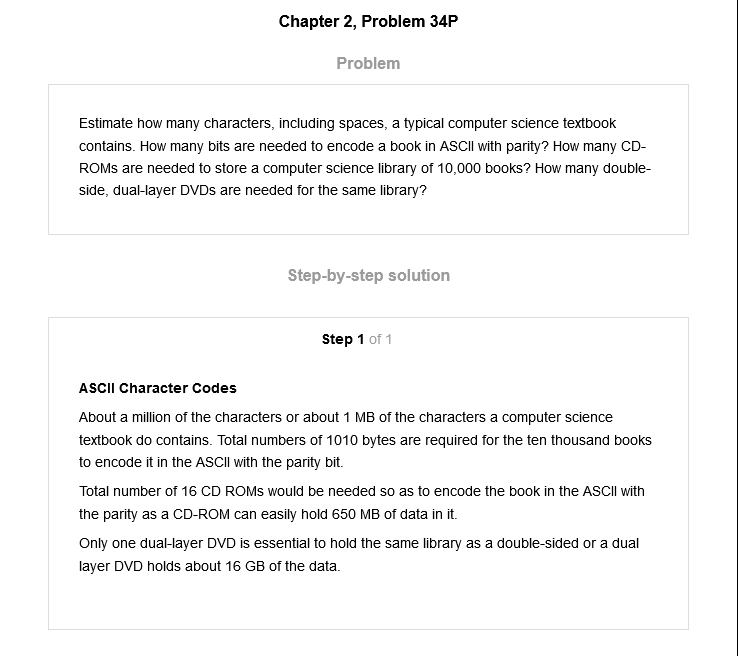 Chapter 2, Problem 34P
Problem
Estimate how many characters, including spaces, a typical computer science textbook
contains. How many bits are needed to encode a book in ASCII with parity? How many CD-
ROMs are needed to store a computer science library of 10,000 books? How many double-
side, dual-layer DVDs are needed for the same library?
Step-by-step solution
Step 1 of 1
ASCII Character Codes
About a million of the characters or about 1 MB of the characters a computer science
textbook do contains. Total numbers of 1010 bytes are required for the ten thousand books
to encode it in the ASCII with the parity bit.
Total number of 16 CD ROMs would be needed so as to encode the book in the ASCII with
the parity as a CD-ROM can easily hold 650 MB of data in it.
Only one dual-layer DVD is essential to hold the same library as a double-sided or a dual
layer DVD holds about 16 GB of the data.